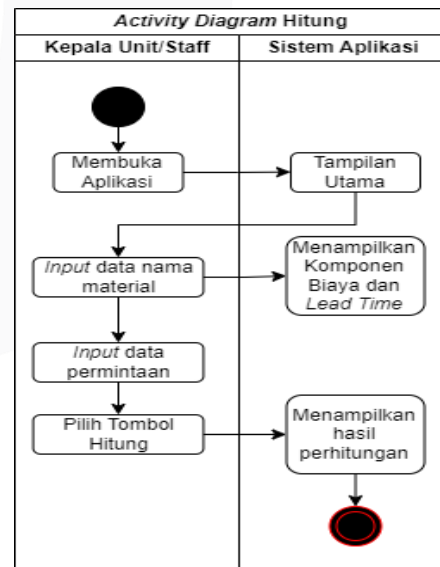 Activity Diagram Hitung
Kepala Unit/Staff
Sistem Aplikasi
Membuka
Aplikasi
Tampilan
Utama
Input data nama
material
Menampilkan
Komponen
Biaya dan
Lead Time
Input data
permintaan
Pilih Tombol
Hitung
Menampilkan
hasil
perhitungan